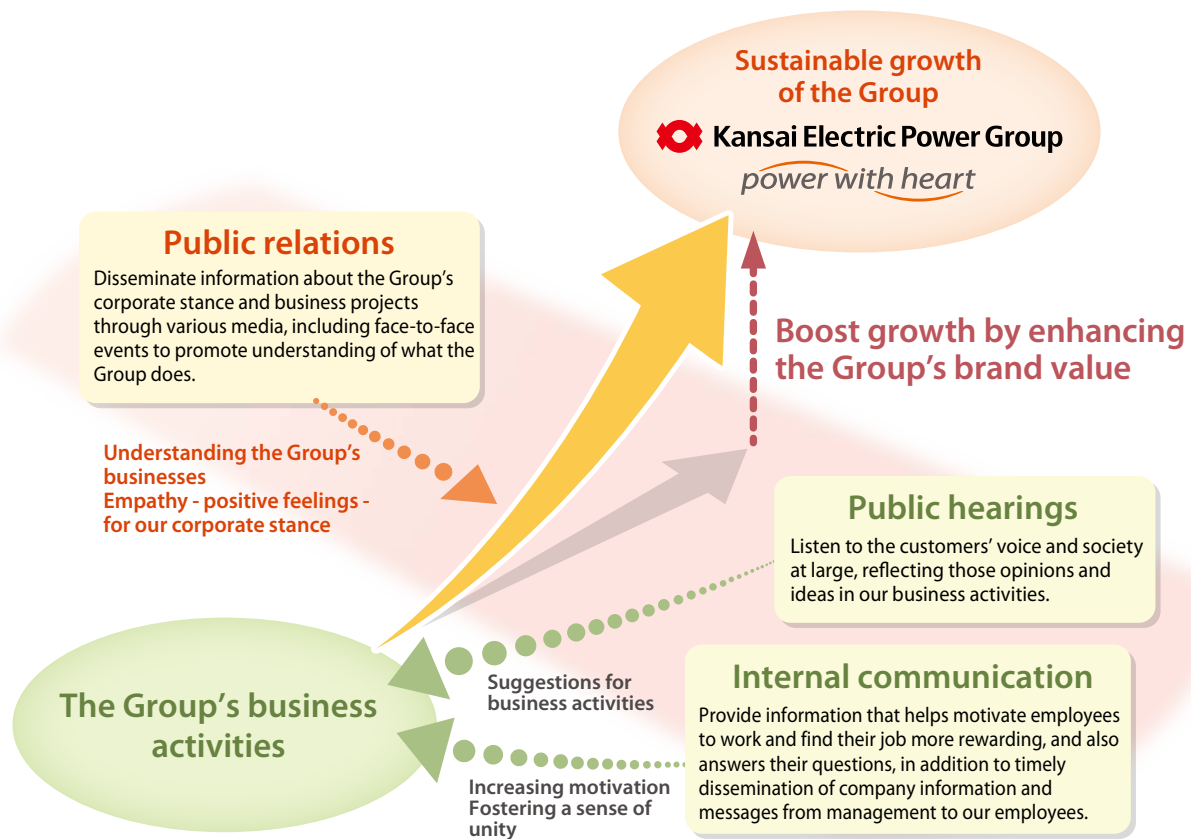 Sustainable growth
of the Group
Kansai Electric Power Group
power with heart
Public relations
Disseminate information about the Group's
corporate stance and business projects
through various media, including face-to-face
events to promote understanding of what the
Group does.
Boost growth by enhancing
the Group's brand value
Understanding the Group's
businesses
Empathy - positive feelings -
for our corporate stance
Public hearings
Listen to the customers' voice and society
at large, reflecting those opinions and
ideas in our business activities.
The Group's business
activities
Suggestions for
business activities
Internal communication
Provide information that helps motivate employees
to work and find their job more rewarding, and also
answers their questions, in addition to timely
dissemination of company information and
messages from management to our employees.
Increasing motivation
Fostering a sense of
unity